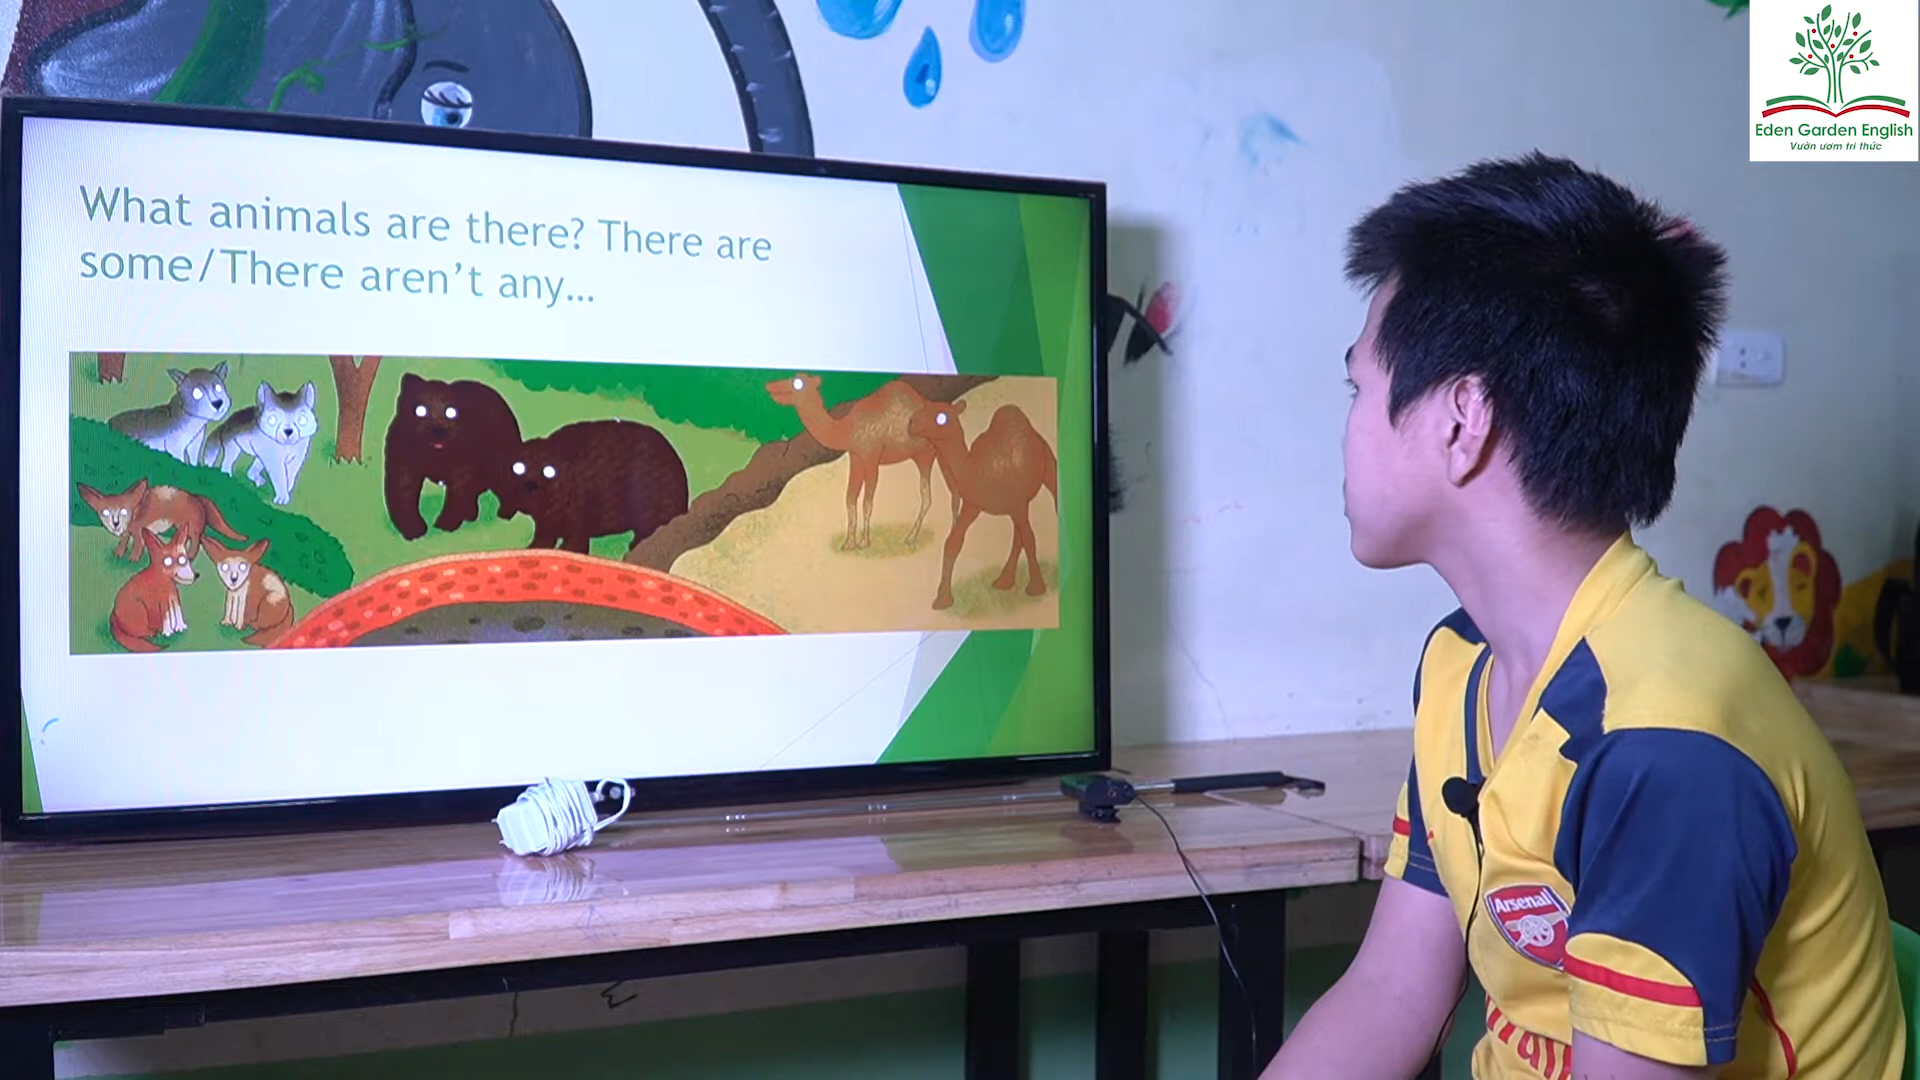 What animals are there? There are
some/There aren't any...
Eden Garden English
Vườn ươm tri thức
Arsenal